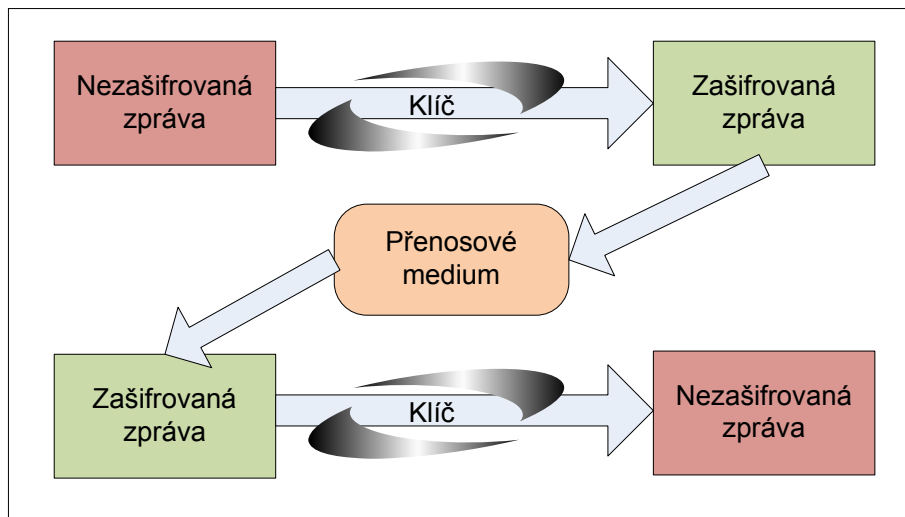 Nezašifrovaná
zpráva
Klíč
Zašifrovaná
zpráva
Přenosové
medium
Zašifrovaná
zpráva
Klíč
Nezašifrovaná
zpráva